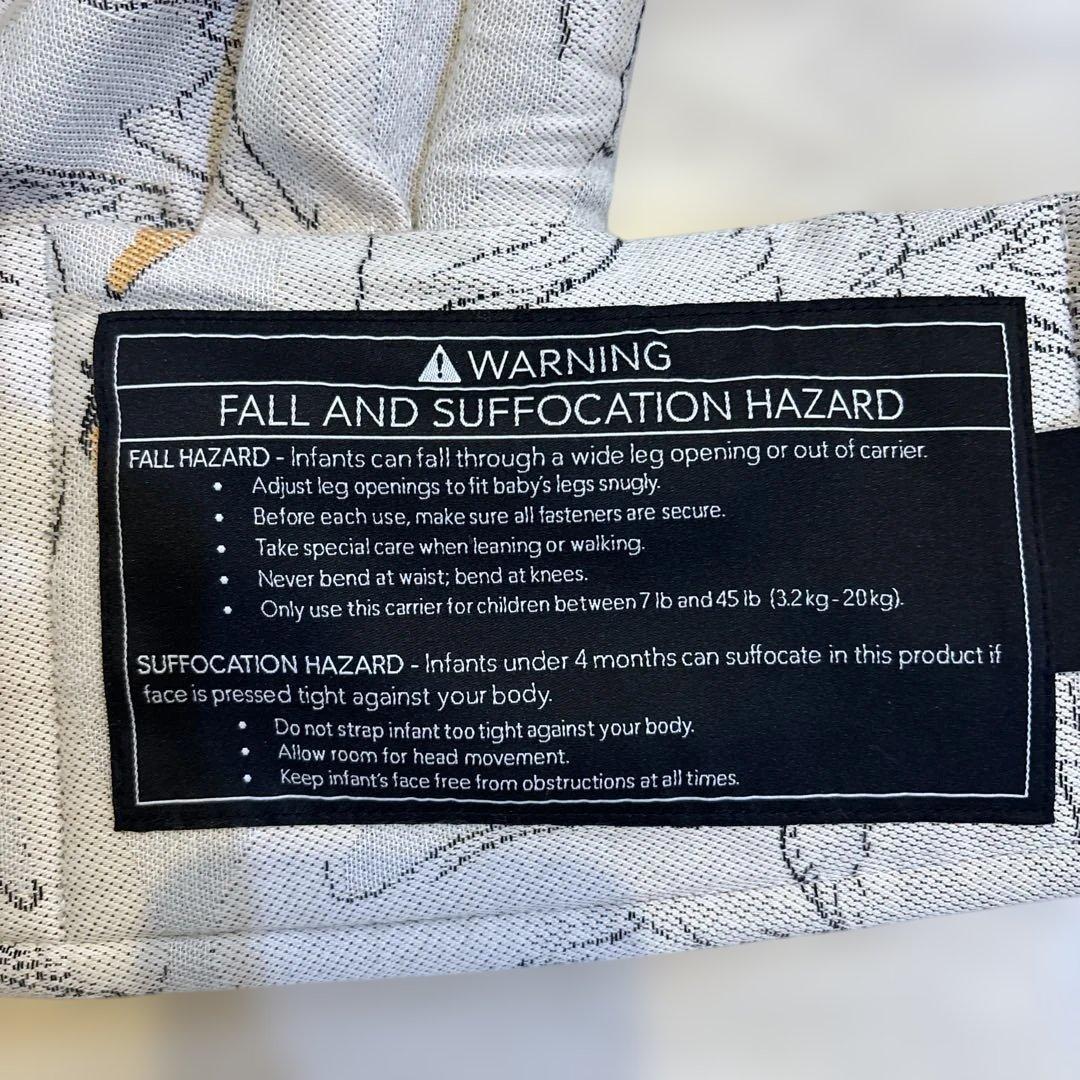 ⚠ WARNING
FALL AND SUFFOCATION HAZARD
FALL HAZARD - Infants can fall through a wide leg opening or out of carrier.
• Adjust leg openings to fit baby's legs snugly.
• Before each use, make sure all fasteners are secure.
• Take special care when leaning or walking.
• Never bend at waist; bend at knees.
• Only use this carrier for children between 7 lb and 45 lb (3.2 kg - 20 kg).
SUFFOCATION HAZARD - Infants under 4 months can suffocate in this product if
face is pressed tight against your body.
• Do not strap infant too tight against your body.
• Allow room for head movement.
• Keep infant's face free from obstructions at all times.